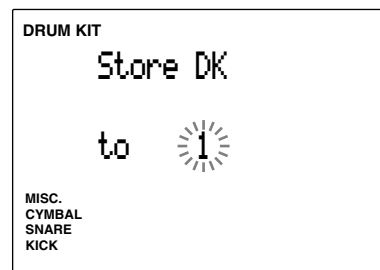 DRUM KIT
Store DK
to 1
MISC.
CYMBAL
SNARE
KICK